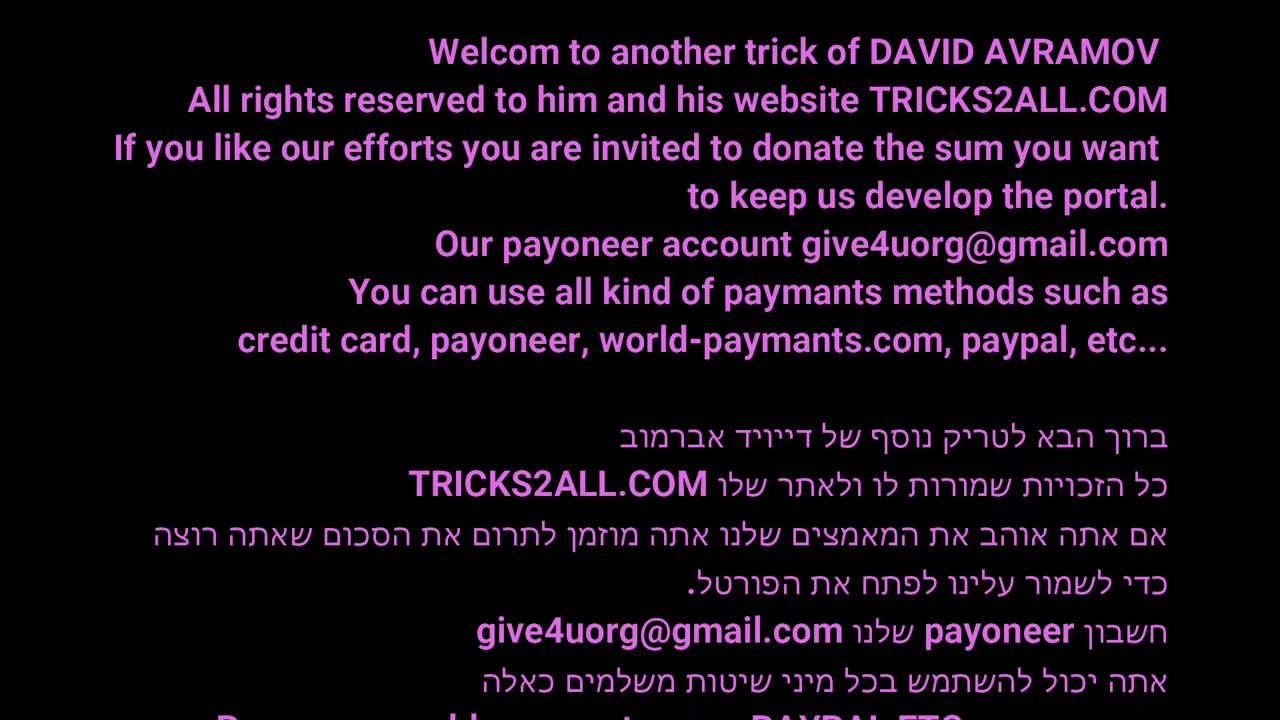 Welcom to another trick of DAVID AVRAMOV
All rights reserved to him and his website TRICKS2ALL.COM
If you like our efforts you are invited to donate the sum you want
to keep us develop the portal.
Our payoneer account give4uorg@gmail.com
You can use all kind of paymants methods such as
credit card, payoneer, world-paymants.com, paypal, etc...
ברוך הבא לטריק נוסף של דייויד אברמוב
כל הזכויות שמורות לו ולאתר שלו TRICKS2ALL.COM
אם אתה אוהב את המאמצים שלנו אתה מוזמן לתרום את הסכום שאתה רוצה
כדי לשמור עלינו לפתח את הפורטל.
חשבון payoneer שלנו give4uorg@gmail.com
אתה יכול להשתמש בכל מיני שיטות משלמים כאלה